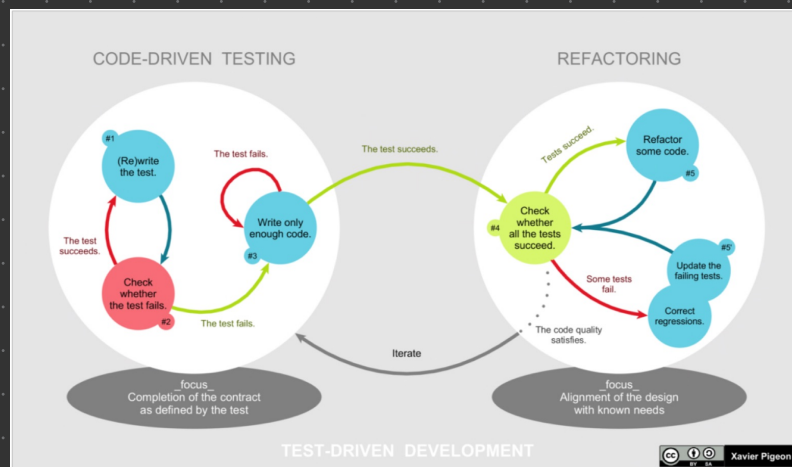 CODE-DRIVEN TESTING
REFACTORING
#1
(Re)write
the test.
The test
succeeds.
Check
whether
the test fails.
#2
The test fails.
The test fails.
Write only
enough code.
#3
The test succeeds.
Tests succeed.
Refactor
some code.
#5
#4
Check
whether
all the tests
succeed.
#5'
Update the
failing tests.
Some tests
fail.
Correct
regressions.
The code quality
satisfies.
Iterate
_focus_
Completion of the contract
as defined by the test
_focus_
Alignment of the design
with known needs
TEST-DRIVEN DEVELOPMENT
cc
BY SA
Xavier Pigeon